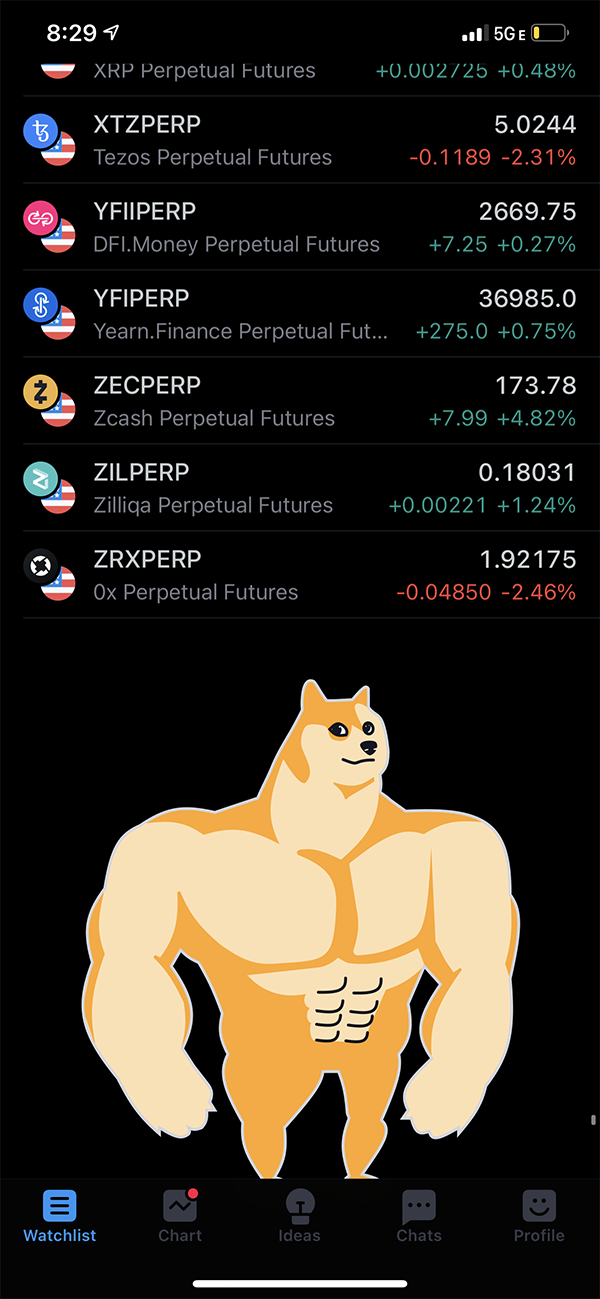 8:29
5GE
XRP Perpetual Futures
+0.002725 +0.48%
XTZPERP
5.0244
Tezos Perpetual Futures
-0.1189 -2.31%
YFIIPERP
2669.75
DFI.Money Perpetual Futures
+7.25 +0.27%
YFIPERP
36985.0
Yearn.Finance Perpetual Fut...
+275.0 +0.75%
ZECPERP
173.78
Zcash Perpetual Futures
+7.99 +4.82%
ZILPERP
0.18031
Zilliqa Perpetual Futures
+0.00221 +1.24%
ZRXPERP
1.92175
0x Perpetual Futures
-0.04850 -2.46%
Watchlist
Chart
Ideas
Chats
Profile